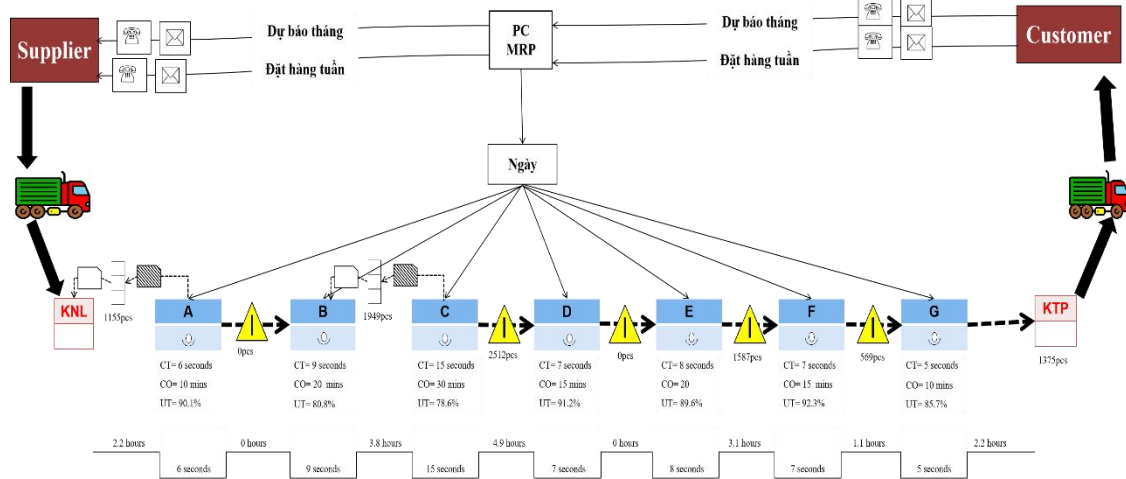 Supplier
Dự báo tháng
PC
MRP
Dự báo tháng
Customer
Đặt hàng tuần
Đặt hàng tuần
Ngày
KNL
1155pcs
A
0pcs
B
1949pcs
C
2512pcs
D
0pcs
E
1587pcs
F
569pcs
G
KTP
1375pcs
CT= 6 seconds
CO= 10 mins
UT= 90.1%
CT= 9 seconds
CO= 20 mins
UT= 80.8%
CT= 15 seconds
CO= 30 mins
UT= 78.6%
CT= 7 seconds
CO= 15 mins
UT= 91.2%
CT= 8 seconds
CO= 20
UT= 89.6%
CT= 7 seconds
CO= 15 mins
UT= 92.3%
CT= 5 seconds
CO= 10 mins
UT= 85.7%
2.2 hours
0 hours
3.8 hours
4.9 hours
0 hours
3.1 hours
1.1 hours
2.2 hours
6 seconds
9 seconds
15 seconds
7 seconds
8 seconds
7 seconds
5 seconds